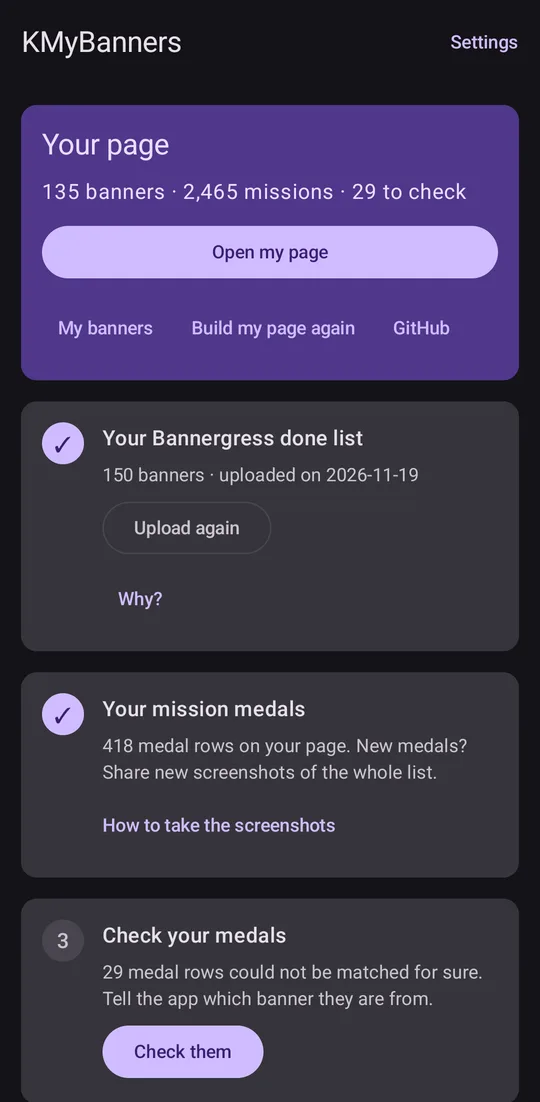 KMyBanners
Settings
Your page
135 banners · 2,465 missions · 29 to check
Open my page
My banners
Build my page again
GitHub
✓
Your Bannergress done list
150 banners · uploaded on 2026-11-19
Upload again
Why?
✓
Your mission medals
418 medal rows on your page. New medals?
Share new screenshots of the whole list.
How to take the screenshots
3
Check your medals
29 medal rows could not be matched for sure.
Tell the app which banner they are from.
Check them